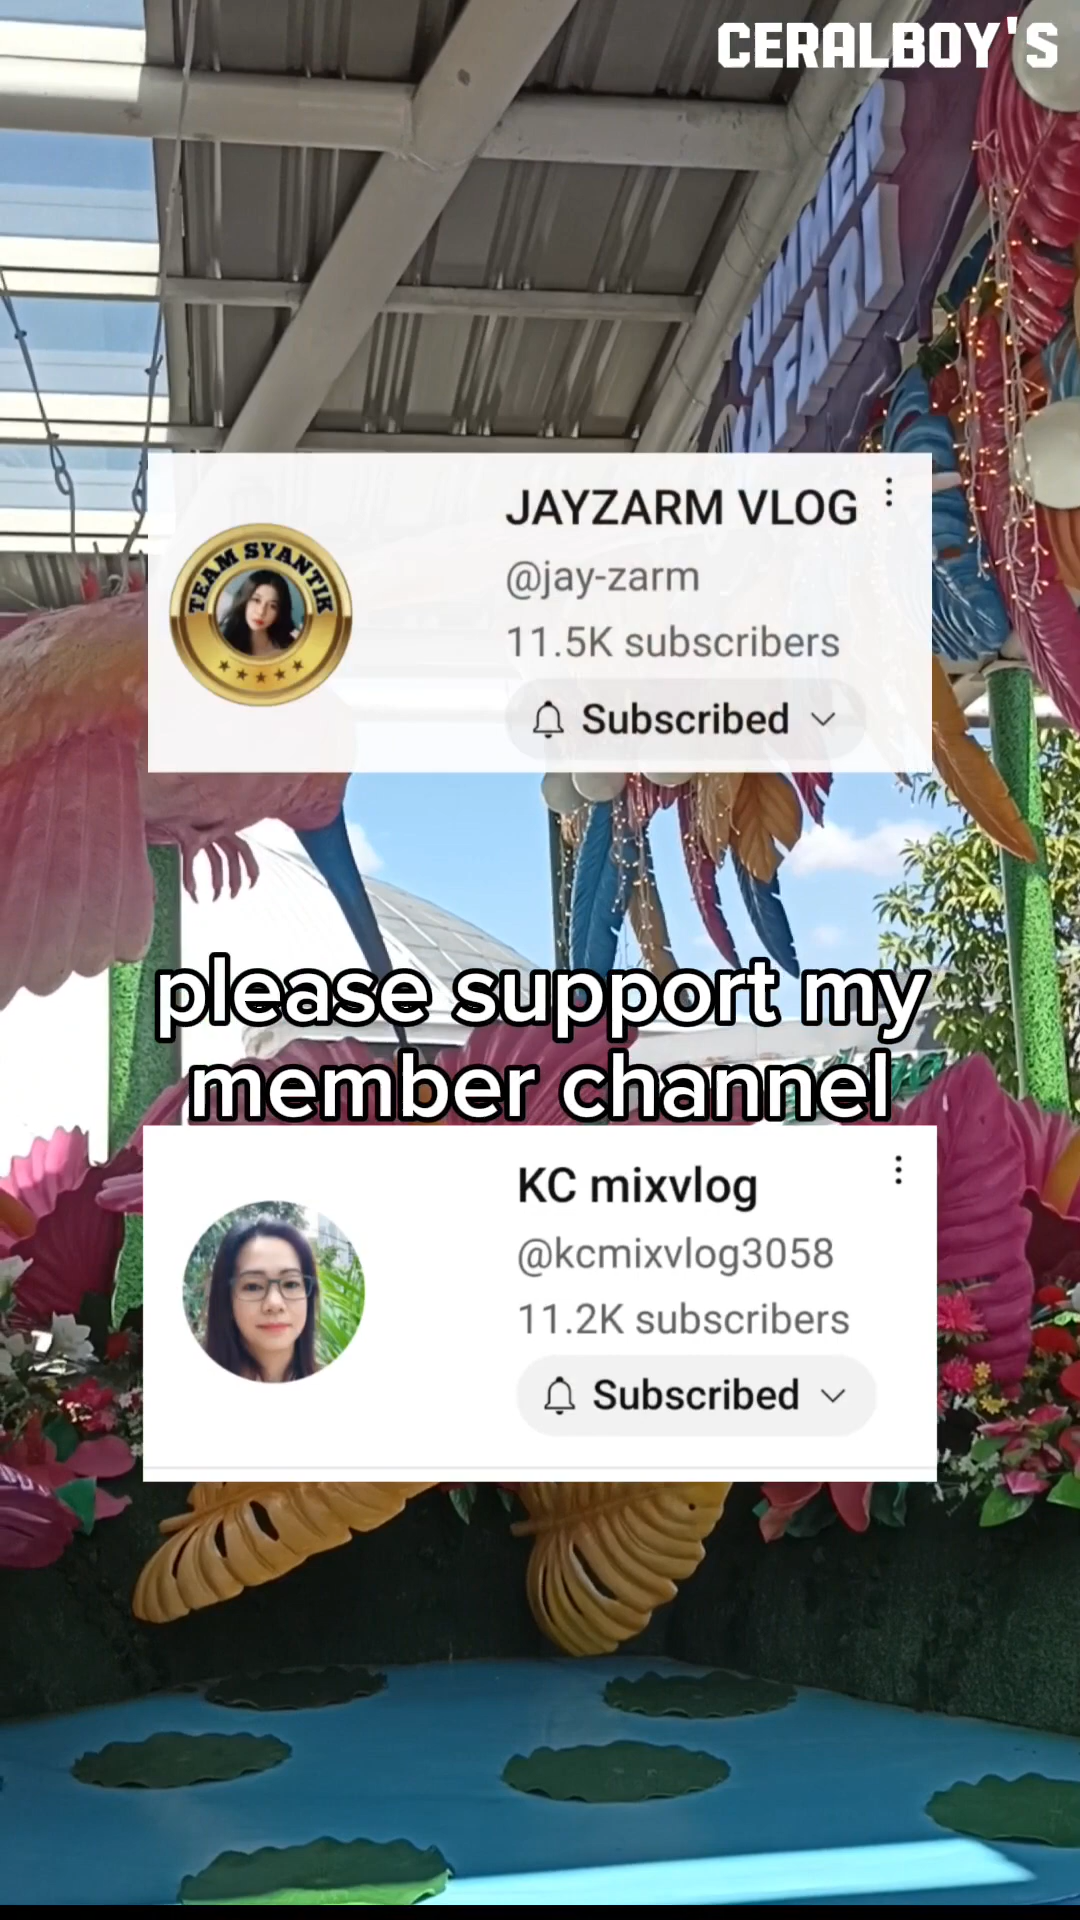 CERALBOY'S
SUMMER
SAFARI
JAYZARM VLOG
@jay-zarm
11.5K subscribers
Subscribed
TEAM SYANTIK
please support my
member channel
KC mixvlog
@kcmixvlog3058
11.2K subscribers
Subscribed